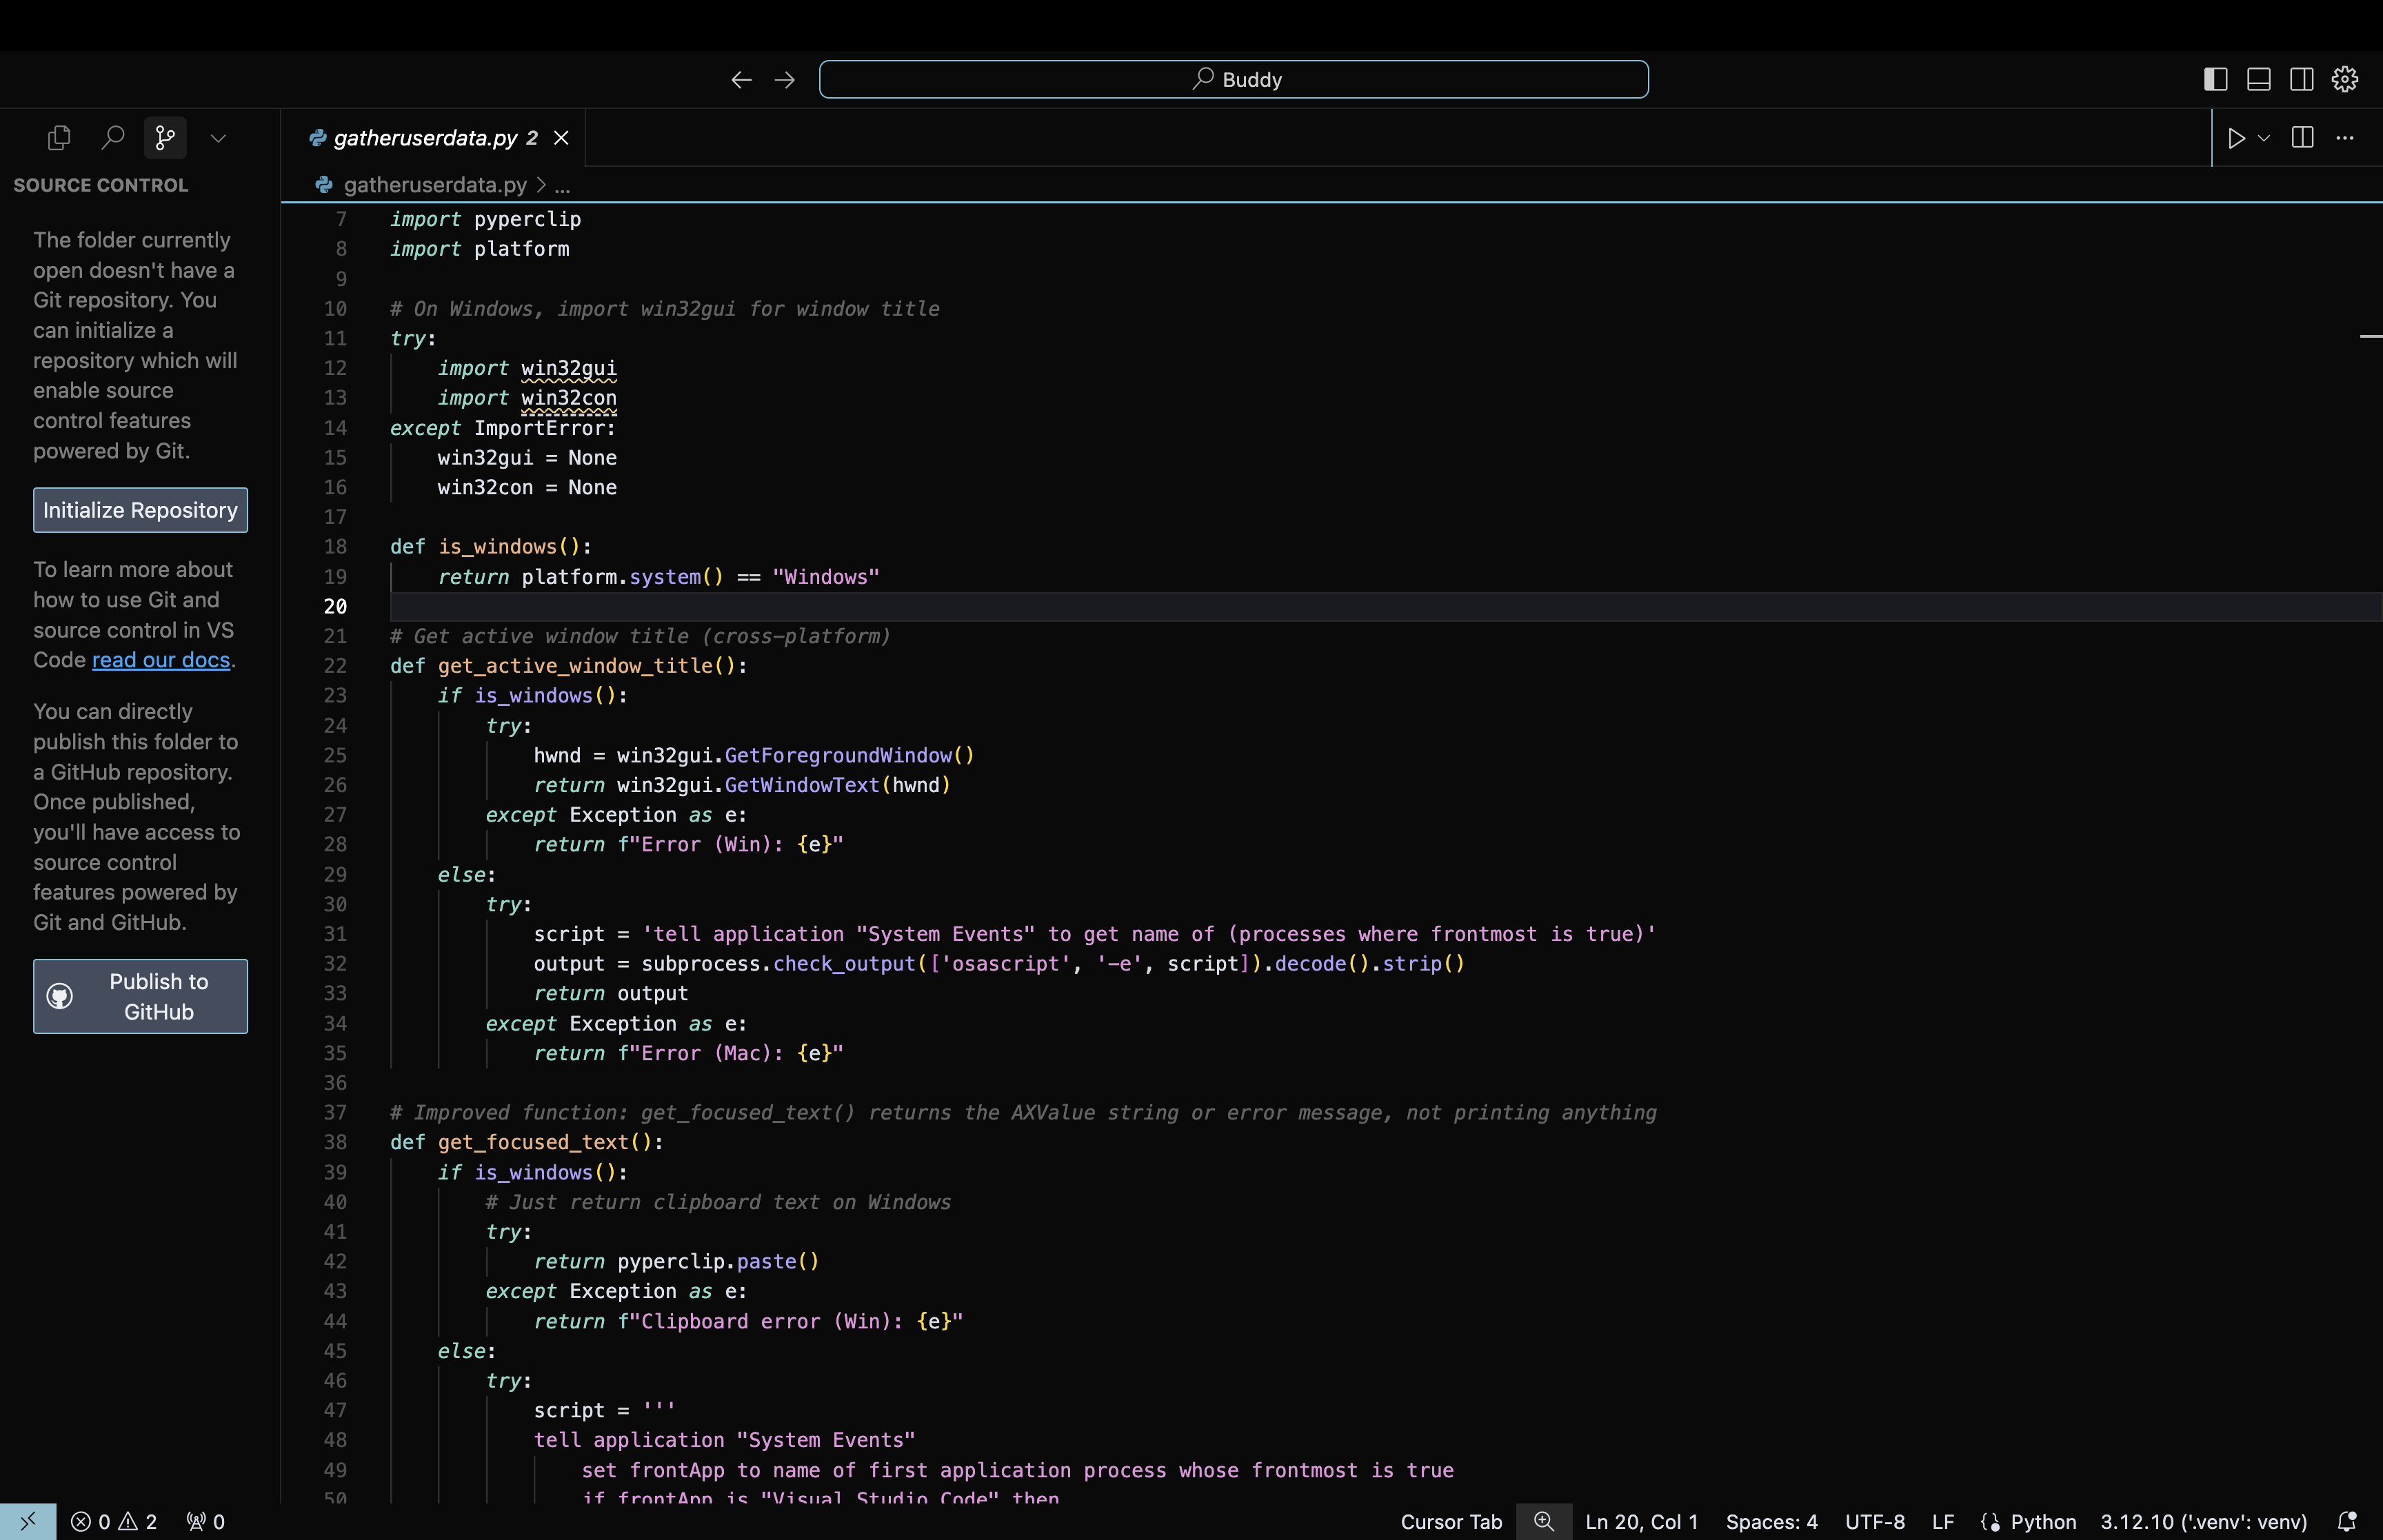 Buddy
gatheruserdata.py 2
SOURCE CONTROL
The folder currently
open doesn't have a
Git repository. You
can initialize a
repository which will
enable source
control features
powered by Git.
Initialize Repository
To learn more about
how to use Git and
source control in VS
Code read our docs.
You can directly
publish this folder to
a GitHub repository.
Once published,
you'll have access to
source control
features powered by
Git and GitHub.
Publish to
GitHub
gatheruserdata.py > ...
7 import pyperclip
8 import platform
9
10 # On Windows, import win32gui for window title
11 try:
12     import win32gui
13     import win32con
14 except ImportError:
15     win32gui = None
16     win32con = None
17
18 def is_windows():
19     return platform.system() == "Windows"
20
21 # Get active window title (cross-platform)
22 def get_active_window_title():
23     if is_windows():
24         try:
25             hwnd = win32gui.GetForegroundWindow()
26             return win32gui.GetWindowText(hwnd)
27         except Exception as e:
28             return f"Error (Win): {e}"
29     else:
30         try:
31             script = 'tell application "System Events" to get name of (processes where frontmost is true)'
32             output = subprocess.check_output(['osascript', '-e', script]).decode().strip()
33             return output
34         except Exception as e:
35             return f"Error (Mac): {e}"
36
37 # Improved function: get_focused_text() returns the AXValue string or error message, not printing anything
38 def get_focused_text():
39     if is_windows():
40         # Just return clipboard text on Windows
41         try:
42             return pyperclip.paste()
43         except Exception as e:
44             return f"Clipboard error (Win): {e}"
45     else:
46         try:
47             script = '''
48             tell application "System Events"
49                 set frontApp to name of first application process whose frontmost is true
50                 if frontApp is "Visual Studio Code" then
0 2 0 Cursor Tab Ln 20, Col 1 Spaces: 4 UTF-8 LF Python 3.12.10 ('.venv': venv)